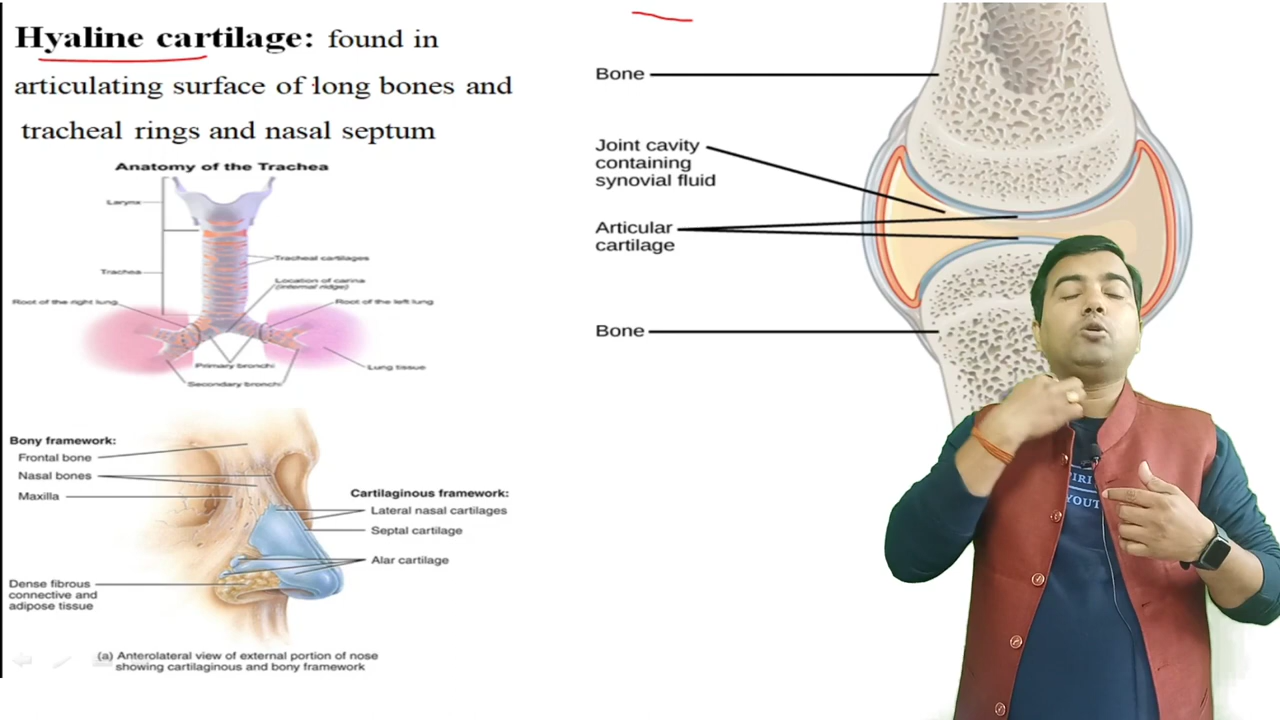 Hyaline cartilage: found in
articulating surface of long bones and
tracheal rings and nasal septum
Anatomy of the Trachea
Larynx
Trachea
Tracheal cartilages
Location of carina
(internal ridge)
Root of the right lung
Root of the left lung
Primary bronchi
Secondary bronchi
Lung tissue
Bony framework:
Frontal bone
Nasal bones
Maxilla
Cartilaginous framework:
Lateral nasal cartilages
Septal cartilage
Alar cartilage
Dense fibrous
connective and
adipose tissue
(a) Anterolateral view of external portion of nose
showing cartilaginous and bony framework
Bone
Joint cavity
containing
synovial fluid
Articular
cartilage
Bone
YOUT